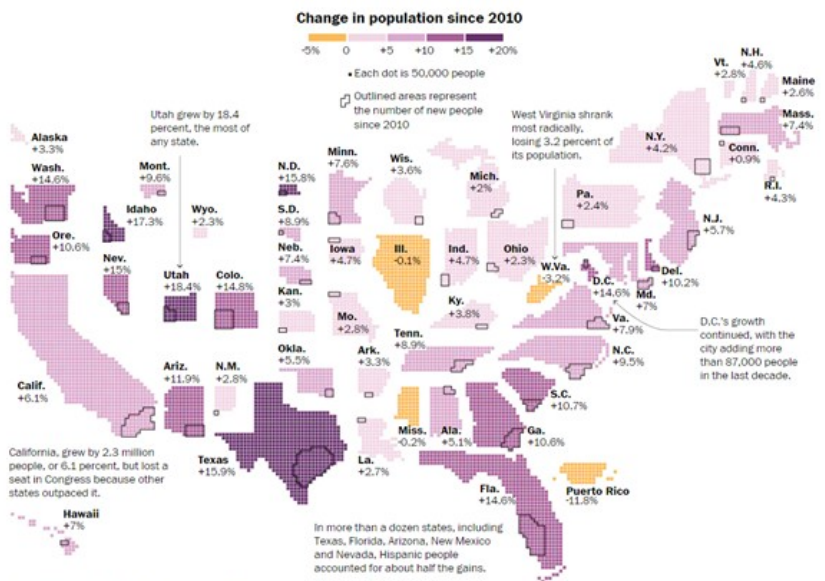 Change in population since 2010
-5% 0 +5 +10 +15 +20%
Each dot is 50,000 people
Outlined areas represent
the number of new people
since 2010
Utah grew by 18.4
percent, the most of
any state.
West Virginia shrank
most radically,
losing 3.2 percent of
its population.
Vt.
+2.8%
N.H.
+4.6%
Maine
+2.6%
Mass.
+7.4%
N.Y.
+4.2%
Conn.
+0.9%
R.I.
+4.3%
Alaska
+3.3%
Wash.
+14.6%
Mont.
+9.6%
N.D.
+15.8%
Minn.
+7.6%
Wis.
+3.6%
Mich.
+2%
Pa.
+2.4%
N.J.
+5.7%
Idaho
+17.3%
Wyo.
+2.3%
S.D.
+8.9%
Ore.
+10.6%
Nev.
+15%
Utah
+18.4%
Colo.
+14.8%
Neb.
+7.4%
Iowa
+4.7%
Ill.
-0.1%
Ind.
+4.7%
Ohio
+2.3%
W.Va.
-3.2%
D.C.
+14.6%
Md.
+7%
Del.
+10.2%
Kan.
+3%
Mo.
+2.8%
Ky.
+3.8%
Va.
+7.9%
Tenn.
+8.9%
N.C.
+9.5%
D.C.'s growth
continued, with the
city adding more
than 87,000 people
in the last decade.
Calif.
+6.1%
Ariz.
+11.9%
N.M.
+2.8%
Okla.
+5.5%
Ark.
+3.3%
S.C.
+10.7%
Miss.
-0.2%
Ala.
+5.1%
Ga.
+10.6%
Texas
+15.9%
La.
+2.7%
Fla.
+14.6%
Puerto Rico
-11.8%
California, grew by 2.3 million
people, or 6.1 percent, but lost a
seat in Congress because other
states outpaced it.
Hawaii
+7%
In more than a dozen states, including
Texas, Florida, Arizona, New Mexico
and Nevada, Hispanic people
accounted for about half the gains.